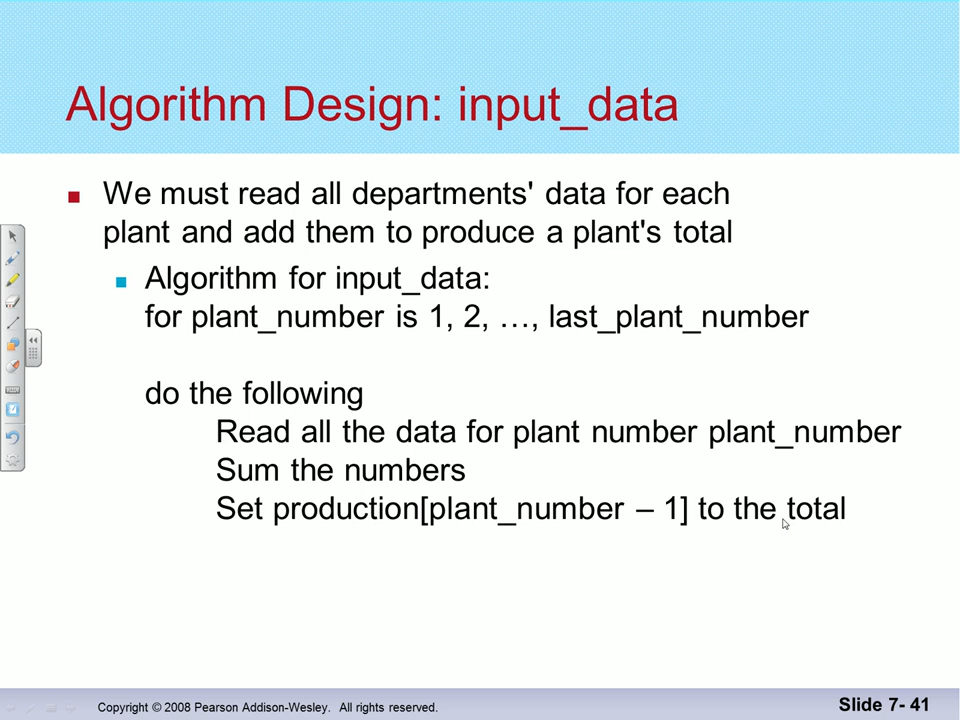 Algorithm Design: input_data
We must read all departments' data for each
plant and add them to produce a plant's total
Algorithm for input_data:
for plant_number is 1, 2, …, last_plant_number
do the following
Read all the data for plant number plant_number
Sum the numbers
Set production[plant_number – 1] to the total
Copyright © 2008 Pearson Addison-Wesley. All rights reserved.
Slide 7- 41